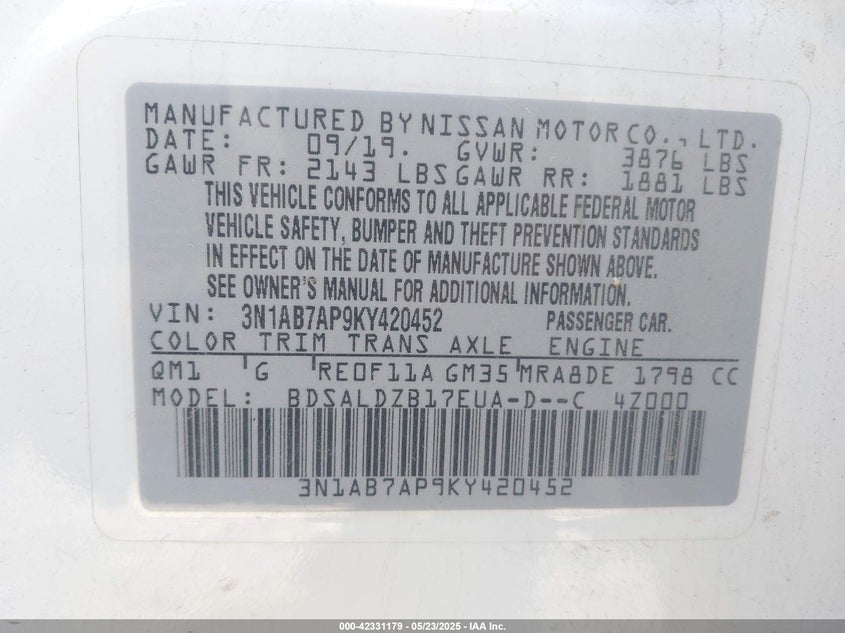 MANUFACTURED BY NISSAN MOTOR CO., LTD.
DATE: 09/19. GVWR: 3876 LBS
GAWR FR: 2143 LBS GAWR RR: 1881 LBS
THIS VEHICLE CONFORMS TO ALL APPLICABLE FEDERAL MOTOR
VEHICLE SAFETY, BUMPER AND THEFT PREVENTION STANDARDS
IN EFFECT ON THE DATE OF MANUFACTURE SHOWN ABOVE.
SEE OWNER'S MANUAL FOR ADDITIONAL INFORMATION.
VIN: 3N1AB7AP9KY420452 PASSENGER CAR.
COLOR TRIM TRANS AXLE ENGINE
QM1 G RE0F11A GM35 MRA8DE 1798 CC
MODEL: BDSALDZB17EUA-D--C 4Z000
3N1AB7AP9KY420452
000-42331179 - 05/23/2025 - IAA Inc.